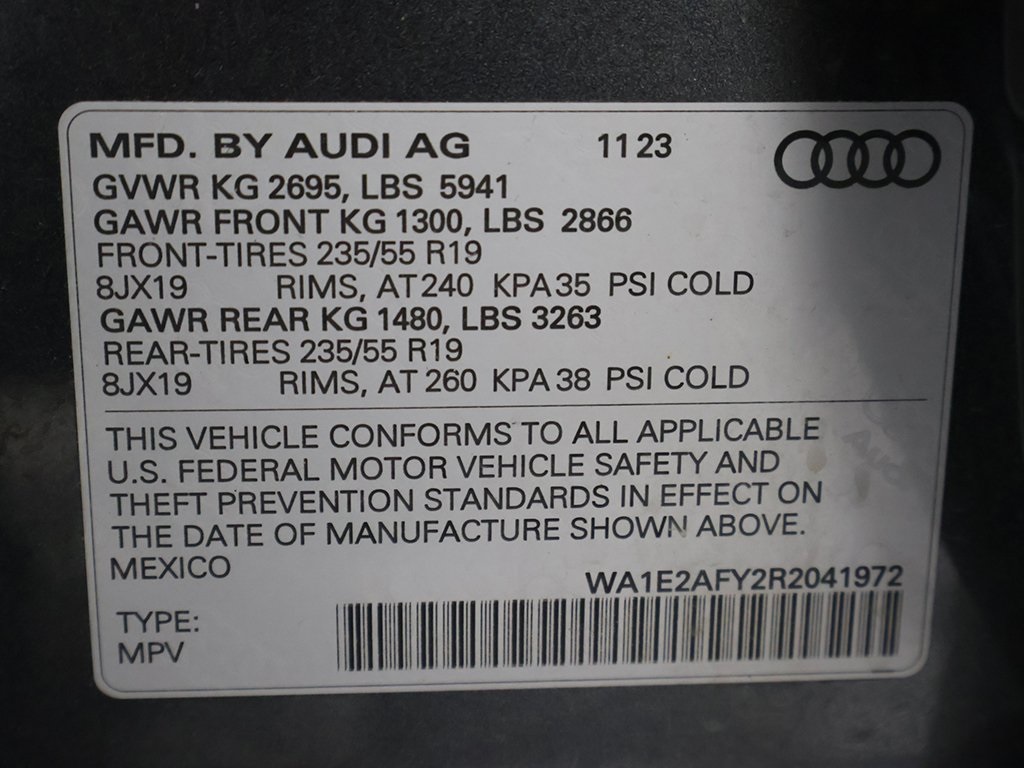 MFD. BY AUDI AG 11 23
GVWR KG 2695, LBS 5941
GAWR FRONT KG 1300, LBS 2866
FRONT-TIRES 235/55 R19
8JX19 RIMS, AT 240 KPA 35 PSI COLD
GAWR REAR KG 1480, LBS 3263
REAR-TIRES 235/55 R19
8JX19 RIMS, AT 260 KPA 38 PSI COLD
THIS VEHICLE CONFORMS TO ALL APPLICABLE
U.S. FEDERAL MOTOR VEHICLE SAFETY AND
THEFT PREVENTION STANDARDS IN EFFECT ON
THE DATE OF MANUFACTURE SHOWN ABOVE.
MEXICO
WA1E2AFY2R2041972
TYPE:
MPV